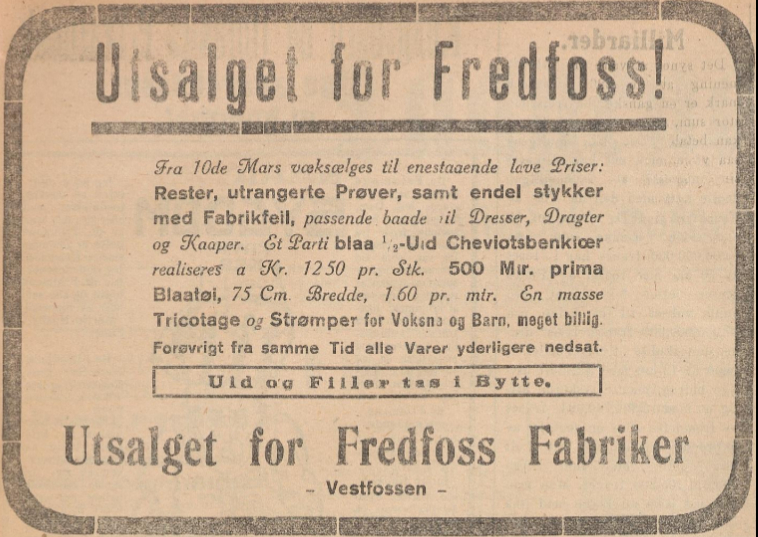 Utsalget for Fredfoss!
Fra 10de Mars væksælges til enestaaende lave Priser:
Rester, utrangerte Prøver, samt endel stykker
med Fabrikfeil, passende baade til Dresser, Dragter
og Kaaper. Et Parti blaa ½-Uld Cheviotsbenklær
realiseres a Kr. 12 50 pr. Stk. 500 Mtr. prima
Blaatøi, 75 Cm. Bredde, 1.60 pr. mtr. En masse
Tricotage og Strømper for Voksne og Barn, meget billig.
Forøvrigt fra samme Tid alle Varer yderligere nedsat.
Uld og Filler tas i Bytte.
Utsalget for Fredfoss Fabriker
- Vestfossen -
Milliarder.